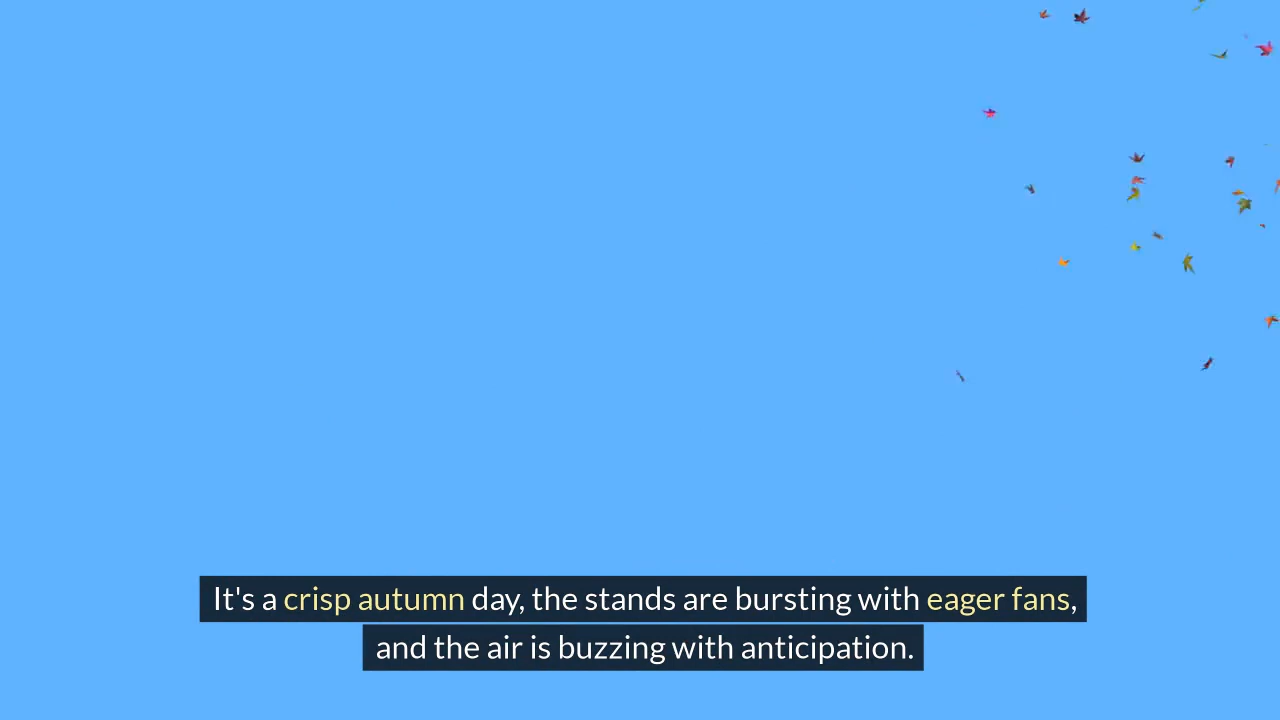 It's a crisp autumn day, the stands are bursting with eager fans,
and the air is buzzing with anticipation.